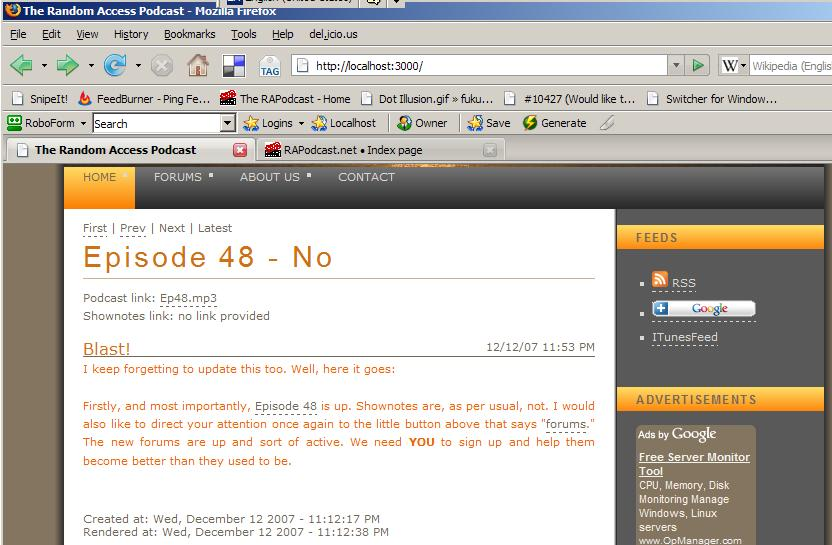 The Random Access Podcast - Mozilla Firefox
File Edit View History Bookmarks Tools Help del.icio.us
TAG http://localhost:3000/ W Wikipedia (Englis
SnipeIt! FeedBurner - Ping Fe... The RAPodcast - Home Dot Illusion.gif » fuku... #10427 (Would like t... Switcher for Window...
RoboForm Search Logins Localhost Owner Save Generate
The Random Access Podcast RAPodcast.net • Index page
HOME FORUMS ABOUT US CONTACT
First | Prev | Next | Latest
Episode 48 - No
Podcast link: Ep48.mp3
Shownotes link: no link provided
Blast! 12/12/07 11:53 PM
I keep forgetting to update this too. Well, here it goes:
Firstly, and most importantly, Episode 48 is up. Shownotes are, as per usual, not. I would
also like to direct your attention once again to the little button above that says "forums."
The new forums are up and sort of active. We need YOU to sign up and help them
become better than they used to be.
Created at: Wed, December 12 2007 - 11:12:17 PM
Rendered at: Wed, December 12 2007 - 11:12:38 PM
FEEDS
RSS
Google
ITunesFeed
ADVERTISEMENTS
Ads by Google
Free Server Monitor
Tool
CPU, Memory, Disk
Monitoring Manage
Windows, Linux
servers
www.OpManager.com